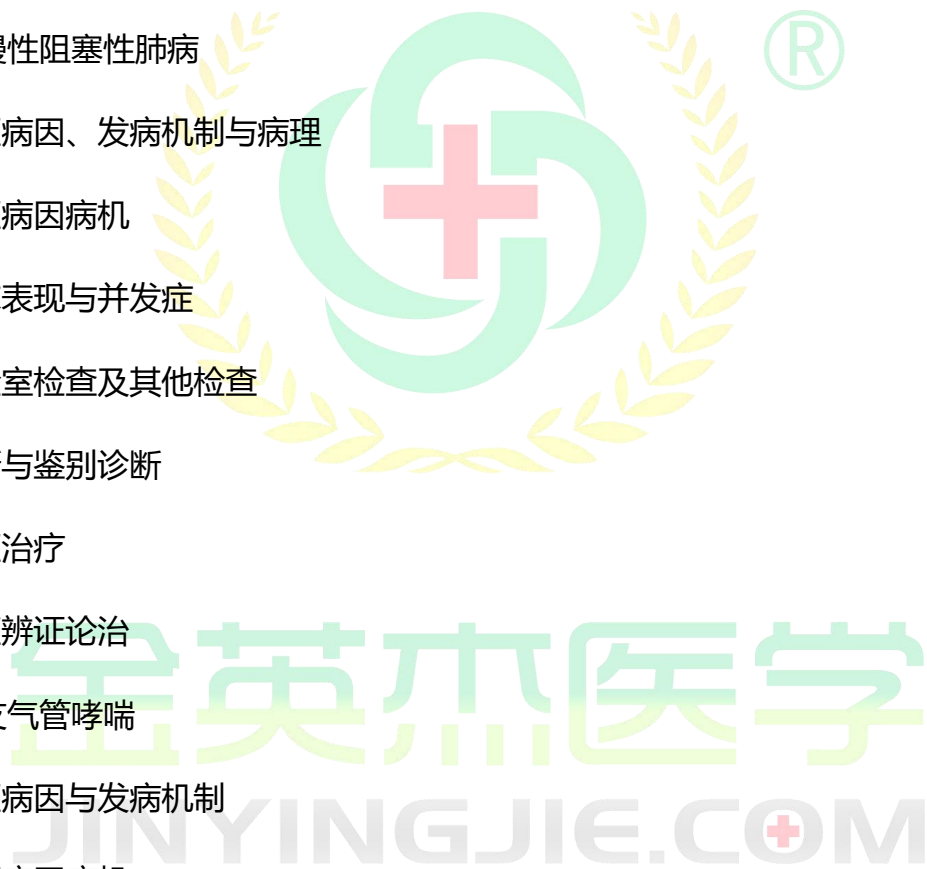 慢性阻塞性肺病
®
病因、发病机制与病理
病因病机
表现与并发症
室检查及其他检查
与鉴别诊断
治疗
辨证论治
金英杰医学
支气管哮喘
病因与发病机制
JINYINGJIE.COM